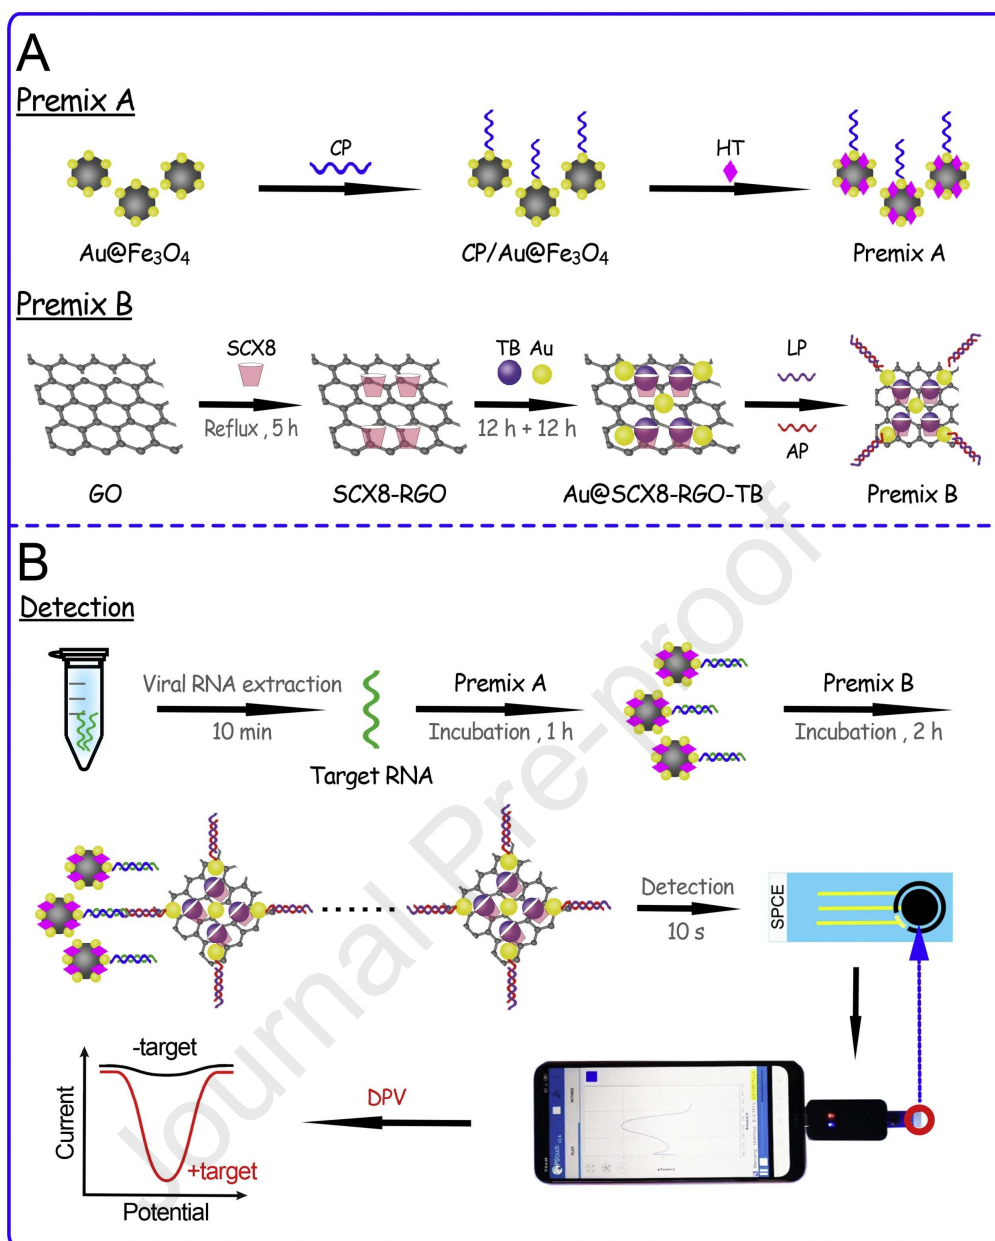 A
Premix A
CP
HT
Au@Fe₃O₄
CP/Au@Fe₃O₄
Premix A
Premix B
SCX8
TB Au
LP
Reflux , 5 h
12 h + 12 h
AP
GO
SCX8-RGO
Au@SCX8-RGO-TB
Premix B
B
Detection
Viral RNA extraction
10 min
Target RNA
Premix A
Incubation , 1 h
Premix B
Incubation , 2 h
Detection
10 s
SPCE
-target
+target
Current
Potential
DPV
PSTouch
Journal Pre-proof